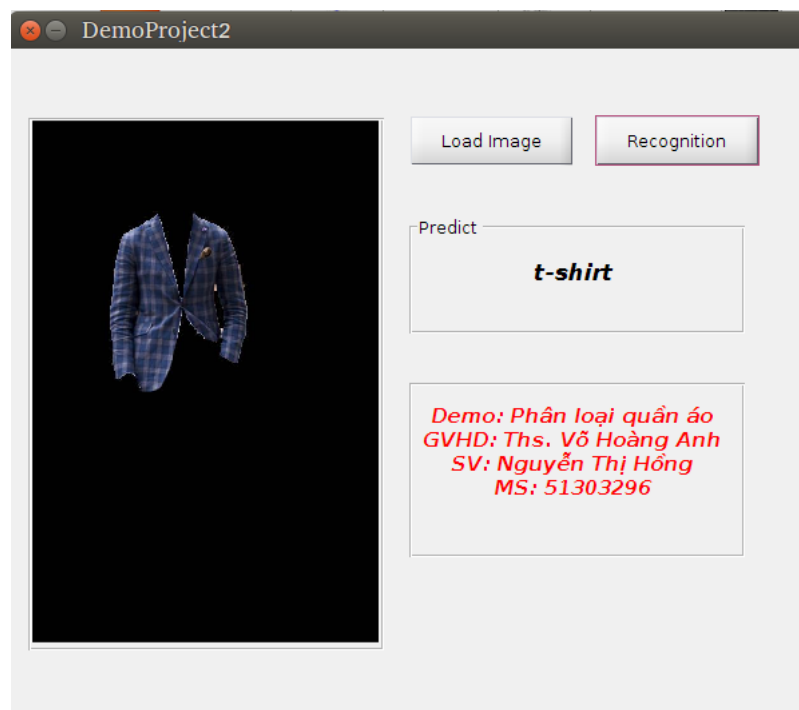 DemoProject2
Load Image
Recognition
Predict
t-shirt
Demo: Phân loại quần áo
GVHD: Ths. Võ Hoàng Anh
SV: Nguyễn Thị Hồng
MS: 51303296